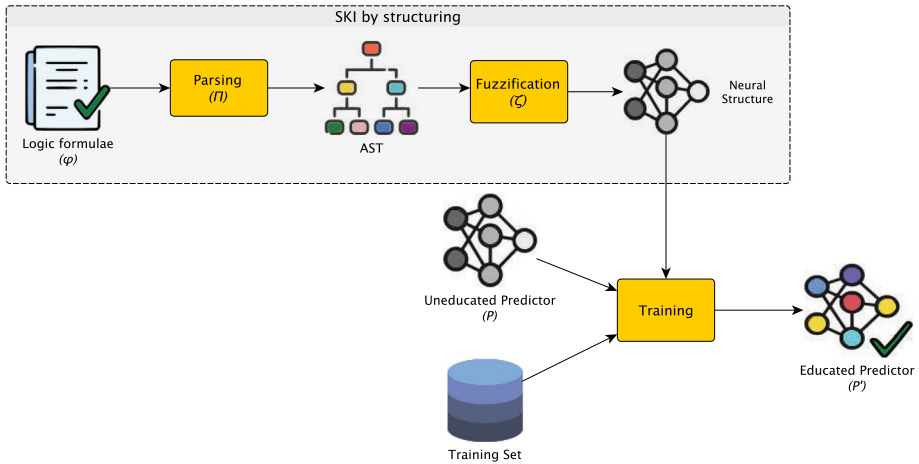 SKI by structuring
Parsing
(Π)
Fuzzification
(ζ)
Neural
Structure
Logic formulae
(φ)
AST
Uneducated Predictor
(P)
Training
Educated Predictor
(P')
Training Set